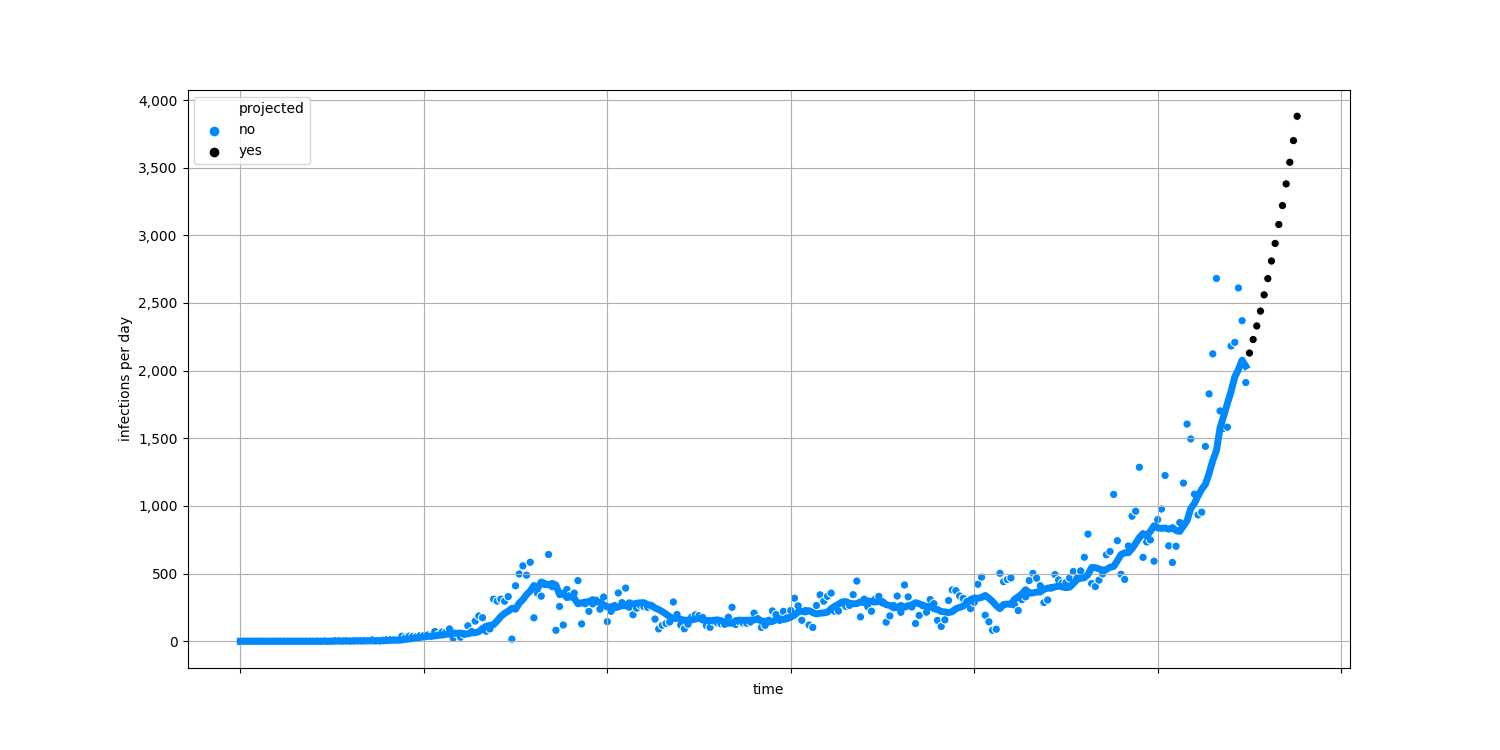 4,000
3,500
3,000
2,500
2,000
1,500
1,000
500
0
infections per day
time
projected
no
yes